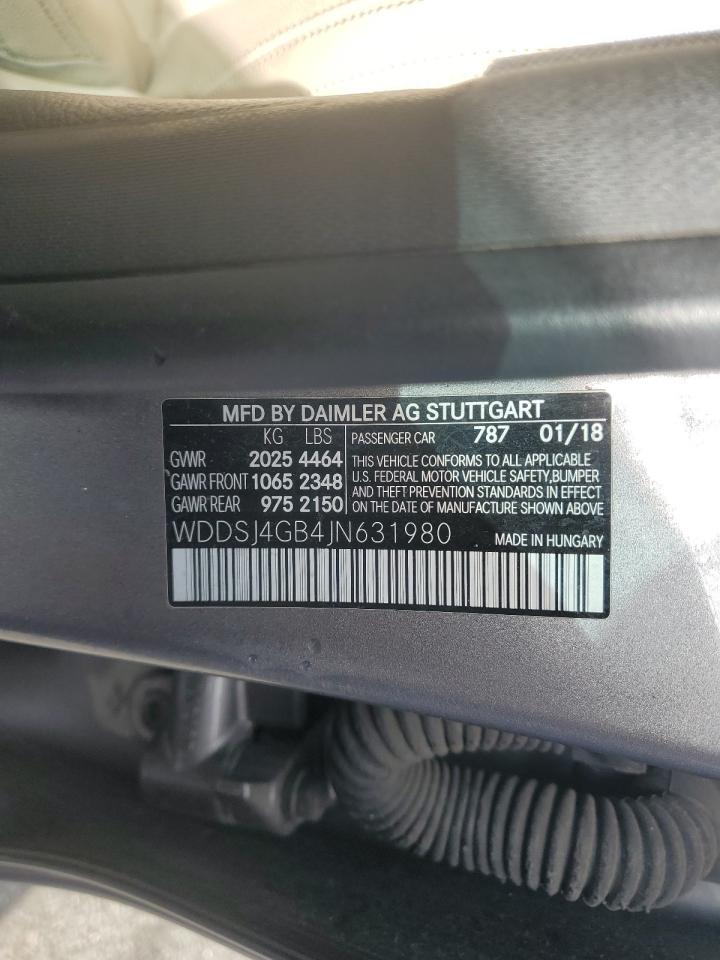 MFD BY DAIMLER AG STUTTGART
KG LBS
GWWR 2025 4464
GAWR FRONT 1065 2348
GAWR REAR 975 2150
PASSENGER CAR 787 01/18
THIS VEHICLE CONFORMS TO ALL APPLICABLE
U.S. FEDERAL MOTOR VEHICLE SAFETY,BUMPER
AND THEFT PREVENTION STANDARDS IN EFFECT
ON THE DATE OF MANUFACTURE SHOWN ABOVE
WDDSJ4GB4JN631980 MADE IN HUNGARY